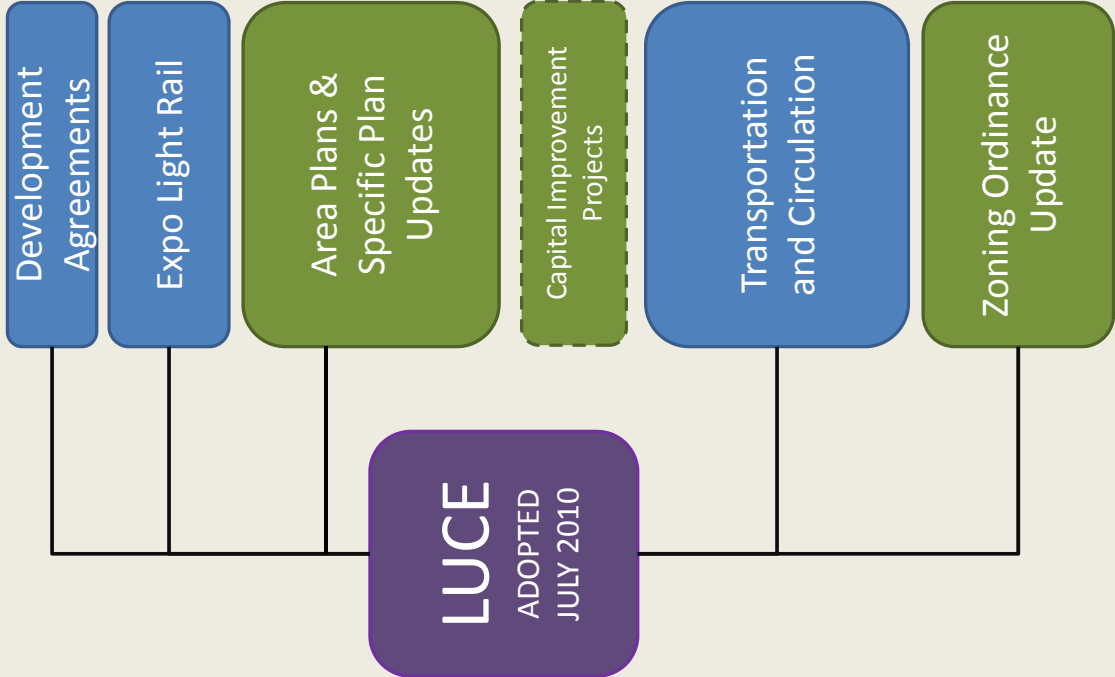 LUCE
ADOPTED
JULY 2010
Development
Agreements
Expo Light Rail
Area Plans &
Specific Plan
Updates
Capital Improvement
Projects
Transportation
and Circulation
Zoning Ordinance
Update